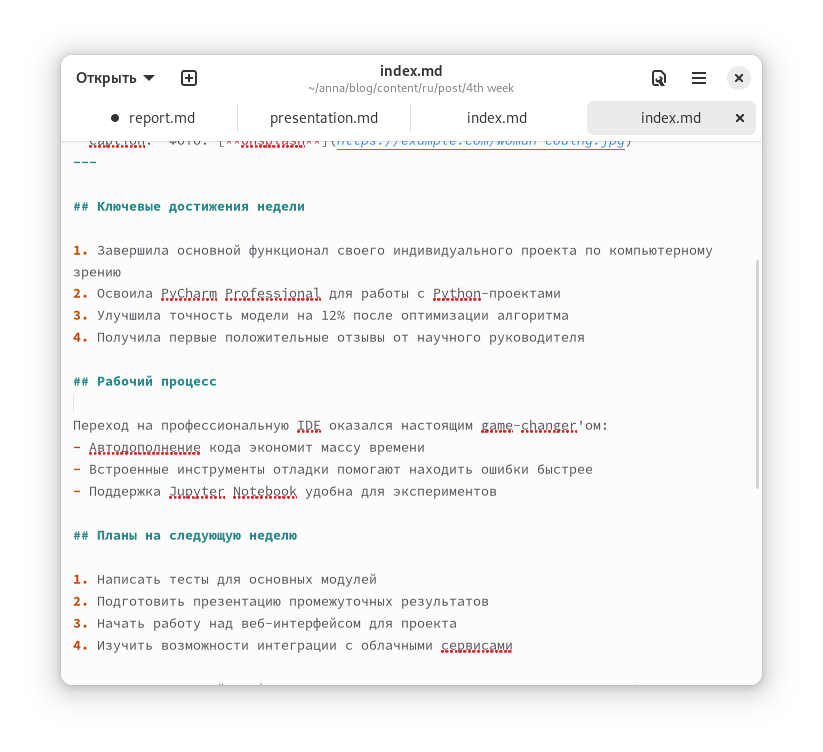 Открыть
index.md
~/anna/blog/content/ru/post/4th week
report.md
presentation.md
index.md
index.md
caption: "Фото: [**Unsplash**](https://example.com/woman-coding.jpg)
---
## Ключевые достижения недели
1. Завершила основной функционал своего индивидуального проекта по компьютерному
зрению
2. Освоила PyCharm Professional для работы с Python-проектами
3. Улучшила точность модели на 12% после оптимизации алгоритма
4. Получила первые положительные отзывы от научного руководителя
## Рабочий процесс
Переход на профессиональную IDE оказался настоящим game-changer'ом:
- Автодополнение кода экономит массу времени
- Встроенные инструменты отладки помогают находить ошибки быстрее
- Поддержка Jupyter Notebook удобна для экспериментов
## Планы на следующую неделю
1. Написать тесты для основных модулей
2. Подготовить презентацию промежуточных результатов
3. Начать работу над веб-интерфейсом для проекта
4. Изучить возможности интеграции с облачными сервисами